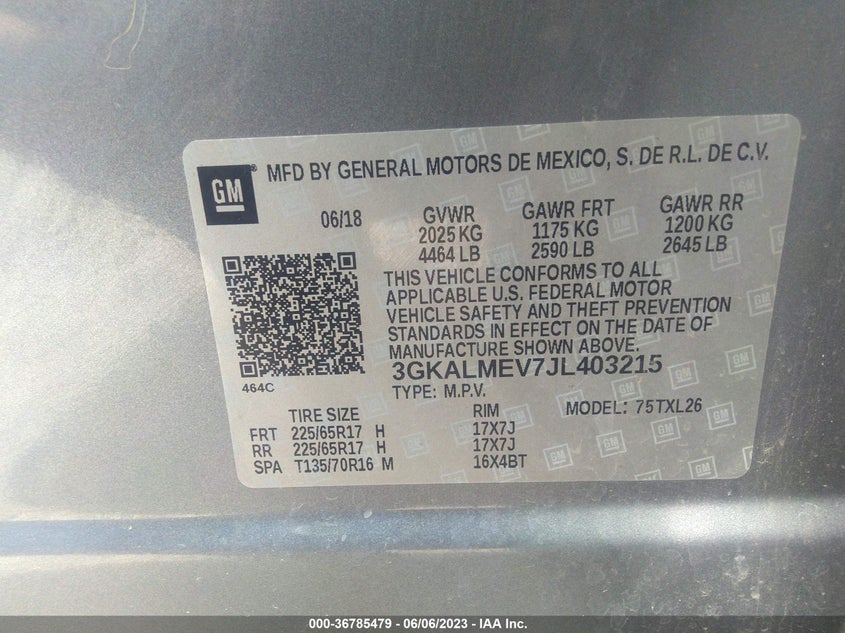 GM ® MFD BY GENERAL MOTORS DE MEXICO, S. DE R.L. DE C.V.
06/18 GVWR GAWR FRT GAWR RR
2025 KG 1175 KG 1200 KG
4464 LB 2590 LB 2645 LB
THIS VEHICLE CONFORMS TO ALL
APPLICABLE U.S. FEDERAL MOTOR
VEHICLE SAFETY AND THEFT PREVENTION
STANDARDS IN EFFECT ON THE DATE OF
MANUFACTURE SHOWN ABOVE.
464C 3GKALMEV7JL403215
TYPE: M.P.V. MODEL: 75TXL26
TIRE SIZE RIM
FRT 225/65R17 H 17X7J
RR 225/65R17 H 17X7J
SPA T135/70R16 M 16X4BT
000-36785479 - 06/06/2023 - IAA Inc.